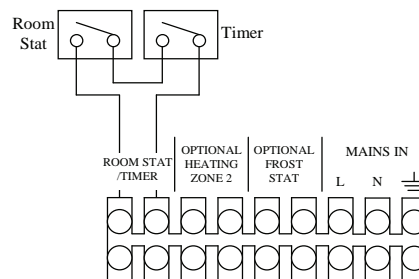 Room
Stat
Timer
ROOM STAT
/TIMER
OPTIONAL
HEATING
ZONE 2
OPTIONAL
FROST
STAT
MAINS IN
L N